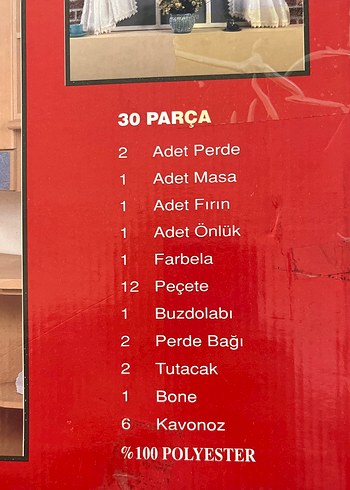 30 PARÇA
2 Adet Perde
1 Adet Masa
1 Adet Fırın
1 Adet Önlük
1 Farbela
12 Peçete
1 Buzdolabı
2 Perde Bağı
2 Tutacak
1 Bone
6 Kavonoz
%100 POLYESTER